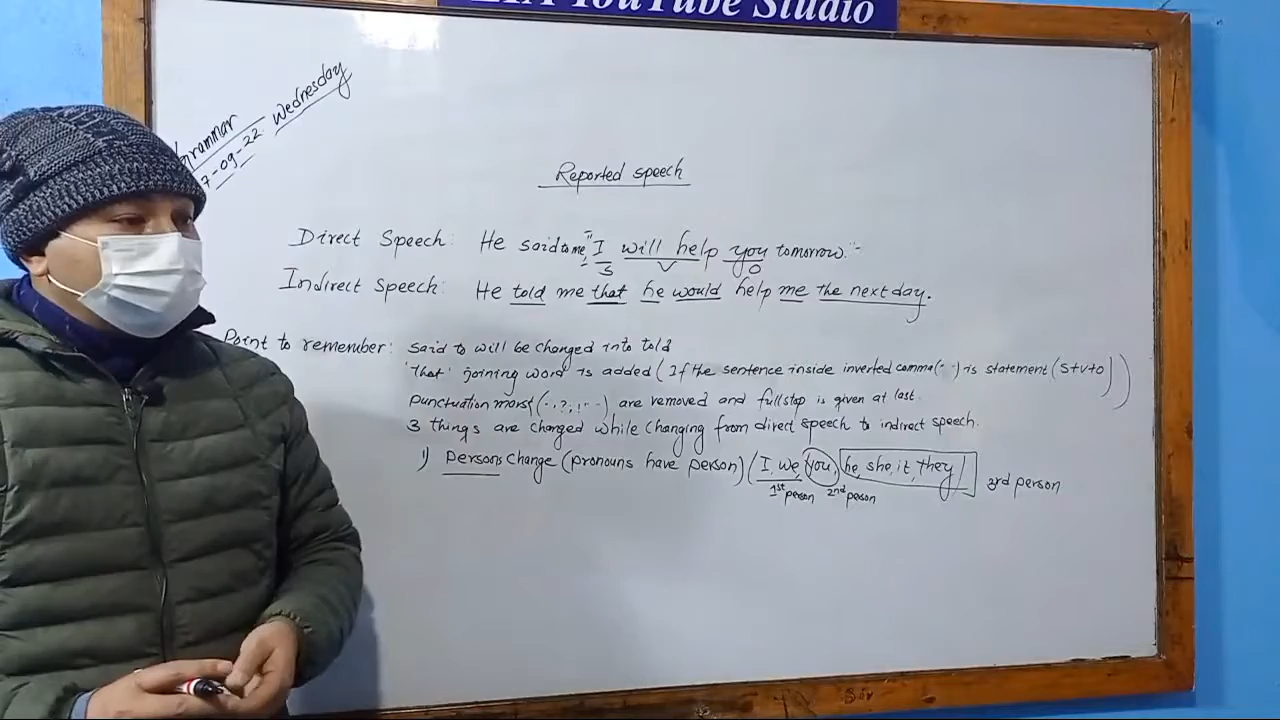 YouTube Studio
Grammar
7-09-22 Wednesday
Reported speech
Direct Speech: He said to me, "I will help you tomorrow."
S V O
Indirect Speech: He told me that he would help me the next day.
Point to remember: said to will be changed into told
'that' joining word is added (If the sentence inside inverted comma (" ") is statement (S+V+O))
punctuation mark (" , ? , ! " ") are removed and fullstop is given at last.
3 things are changed while changing from direct speech to indirect speech.
1) Persons change (pronouns have person) (I, we, you, he, she, it, they)
1st person 2nd person 3rd person